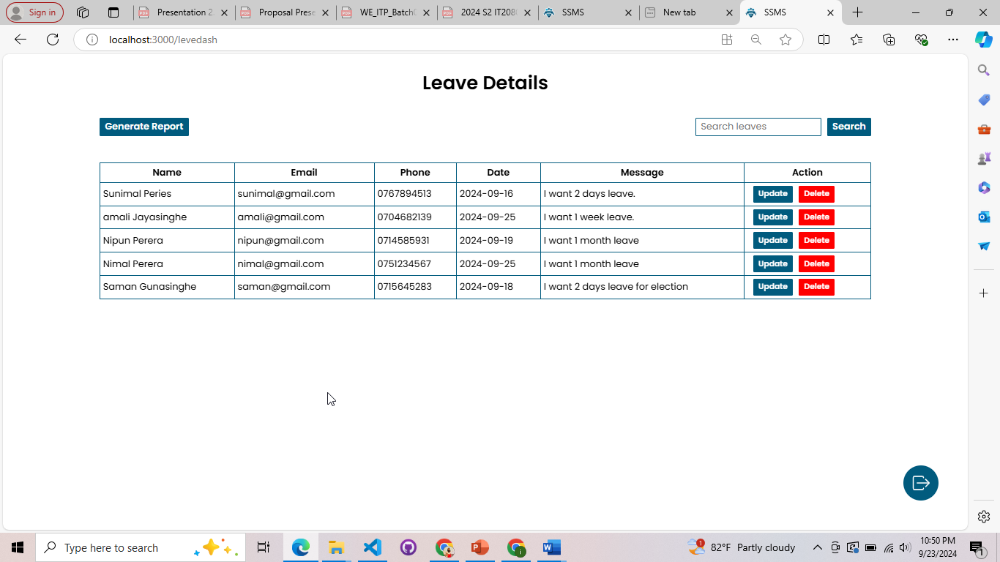 Sign in
Presentation 2.
Proposal Prese
WE_ITP_Batch
2024 S2 IT208
SSMS
New tab
SSMS
localhost:3000/levedash
Leave Details
Generate Report
Search leaves
Search
Name Email Phone Date Message Action
Sunimal Peries sunimal@gmail.com 0767894513 2024-09-16 I want 2 days leave. Update Delete
amali Jayasinghe amali@gmail.com 0704682139 2024-09-25 I want 1 week leave. Update Delete
Nipun Perera nipun@gmail.com 0714585931 2024-09-19 I want 1 month leave Update Delete
Nimal Perera nimal@gmail.com 0751234567 2024-09-25 I want 1 month leave Update Delete
Saman Gunasinghe saman@gmail.com 0715645283 2024-09-18 I want 2 days leave for election Update Delete
Type here to search
1
82°F Partly cloudy
10:50 PM
9/23/2024
1